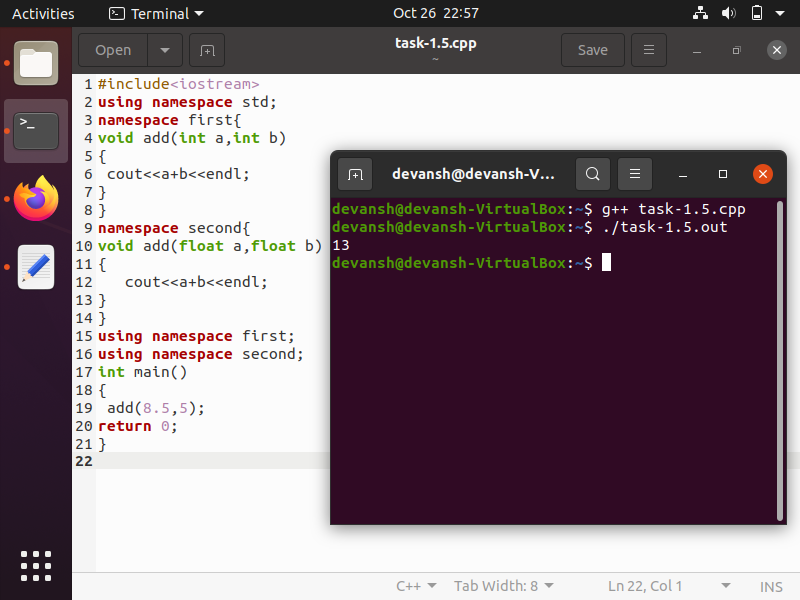 Activities Terminal Oct 26 22:57
Open task-1.5.cpp Save
~
1 #include<iostream>
2 using namespace std;
3 namespace first{
4 void add(int a,int b)
5 {
6  cout<<a+b<<endl;
7 }
8 }
9 namespace second{
10 void add(float a,float b)
11 {
12    cout<<a+b<<endl;
13 }
14 }
15 using namespace first;
16 using namespace second;
17 int main()
18 {
19  add(8.5,5);
20 return 0;
21 }
22
devansh@devansh-V...
devansh@devansh-VirtualBox:~$ g++ task-1.5.cpp
devansh@devansh-VirtualBox:~$ ./task-1.5.out
13
devansh@devansh-VirtualBox:~$
C++ Tab Width: 8 Ln 22, Col 1 INS